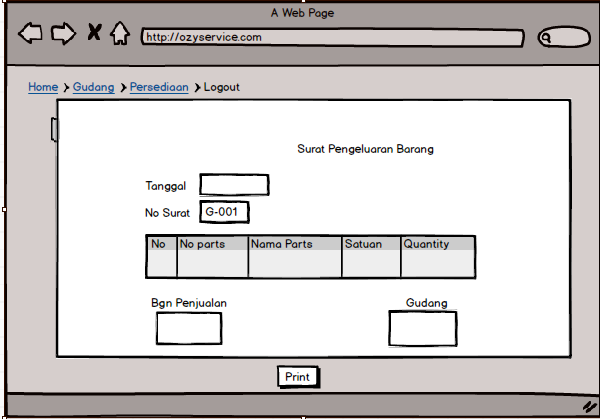 A Web Page
http://ozyservice.com
Home Gudang Persediaan Logout
Surat Pengeluaran Barang
Tanggal
No Surat G-001
No No parts Nama Parts Satuan Quantity
Bgn Penjualan Gudang
Print